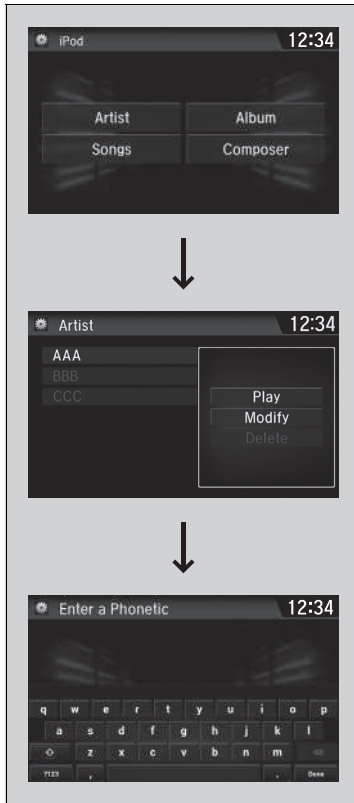 iPod 12:34
Artist Album
Songs Composer
Artist 12:34
AAA
BBB
CCC
Play
Modify
Delete
Enter a Phonetic 12:34
q w e r t y u i o p
a s d f g h j k l
z x c v b n m
?123 , . Done